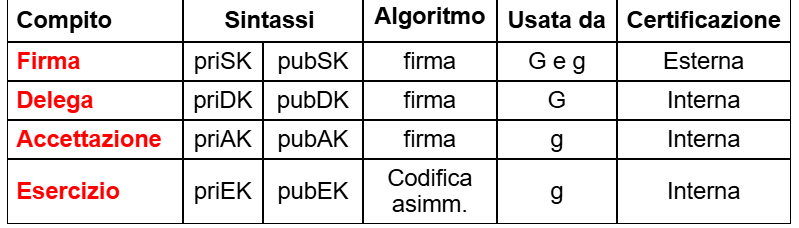 Compito Sintassi Algoritmo Usata da Certificazione
Firma priSK pubSK firma G e g Esterna
Delega priDK pubDK firma G Interna
Accettazione priAK pubAK firma g Interna
Esercizio priEK pubEK Codifica asimm. g Interna